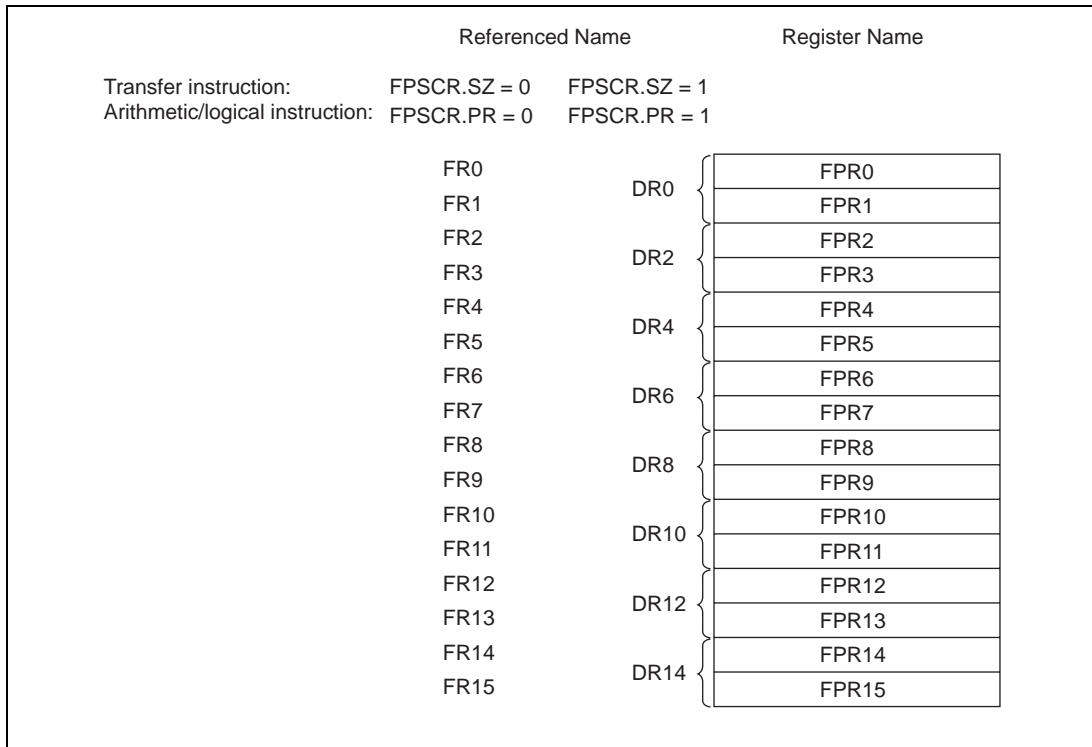 Referenced Name Register Name
Transfer instruction: FPSCR.SZ = 0 FPSCR.SZ = 1
Arithmetic/logical instruction: FPSCR.PR = 0 FPSCR.PR = 1
FR0 FPR0
DR0
FR1 FPR1
FR2 FPR2
DR2
FR3 FPR3
FR4 FPR4
DR4
FR5 FPR5
FR6 FPR6
DR6
FR7 FPR7
FR8 FPR8
DR8
FR9 FPR9
FR10 FPR10
DR10
FR11 FPR11
FR12 FPR12
DR12
FR13 FPR13
FR14 FPR14
DR14
FR15 FPR15